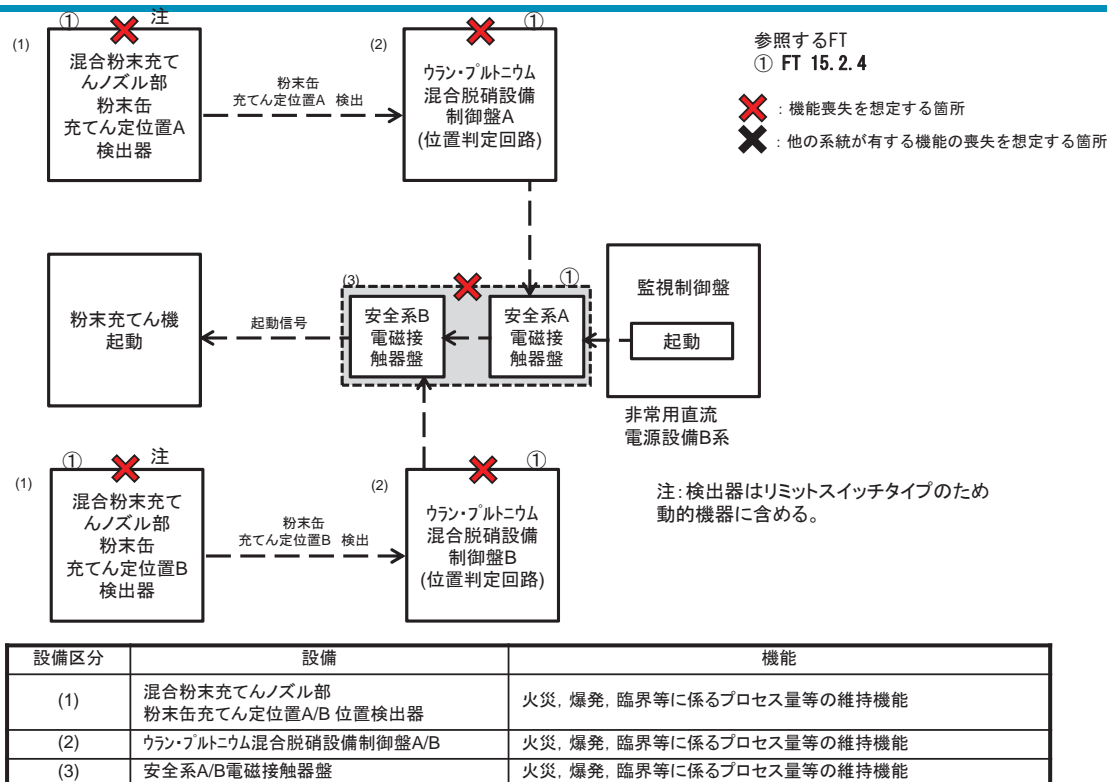 (1)
① 注
混合粉末充て
んノズル部
粉末缶
充てん定位置A
検出器
粉末缶
充てん定位置A 検出
(2)
①
ウラン・プルトニウム
混合脱硝設備
制御盤A
(位置判定回路)
参照するFT
① FT 15.2.4
：機能喪失を想定する箇所
：他の系統が有する機能の喪失を想定する箇所
粉末充てん機
起動
起動信号
(3)
①
安全系B
電磁接
触器盤
安全系A
電磁接
触器盤
監視制御盤
起動
非常用直流
電源設備B系
(1)
① 注
混合粉末充て
んノズル部
粉末缶
充てん定位置B
検出器
粉末缶
充てん定位置B 検出
(2)
①
ウラン・プルトニウム
混合脱硝設備
制御盤B
(位置判定回路)
注：検出器はリミットスイッチタイプのため
動的機器に含める。
設備区分 設備 機能
(1) 混合粉末充てんノズル部
粉末缶充てん定位置A/B 位置検出器 火災，爆発，臨界等に係るプロセス量等の維持機能
(2) ウラン・プルトニウム混合脱硝設備制御盤A/B 火災，爆発，臨界等に係るプロセス量等の維持機能
(3) 安全系A/B電磁接触器盤 火災，爆発，臨界等に係るプロセス量等の維持機能